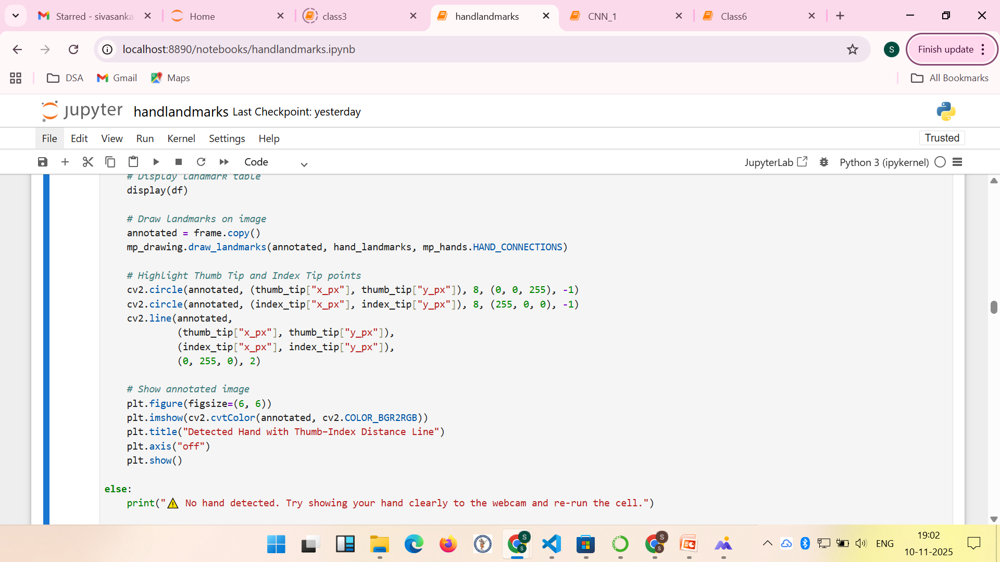 Starred - sivasanka
Home
class3
handlandmarks
CNN_1
Class6
localhost:8890/notebooks/handlandmarks.ipynb
S
Finish update
DSA
Gmail
Maps
All Bookmarks
jupyter
handlandmarks Last Checkpoint: yesterday
File Edit View Run Kernel Settings Help
Trusted
Code
JupyterLab
Python 3 (ipykernel)
# Display landmark table
display(df)
# Draw landmarks on image
annotated = frame.copy()
mp_drawing.draw_landmarks(annotated, hand_landmarks, mp_hands.HAND_CONNECTIONS)
# Highlight Thumb Tip and Index Tip points
cv2.circle(annotated, (thumb_tip["x_px"], thumb_tip["y_px"]), 8, (0, 0, 255), -1)
cv2.circle(annotated, (index_tip["x_px"], index_tip["y_px"]), 8, (255, 0, 0), -1)
cv2.line(annotated,
(thumb_tip["x_px"], thumb_tip["y_px"]),
(index_tip["x_px"], index_tip["y_px"]),
(0, 255, 0), 2)
# Show annotated image
plt.figure(figsize=(6, 6))
plt.imshow(cv2.cvtColor(annotated, cv2.COLOR_BGR2RGB))
plt.title("Detected Hand with Thumb–Index Distance Line")
plt.axis("off")
plt.show()
else:
print("⚠️ No hand detected. Try showing your hand clearly to the webcam and re-run the cell.")
S
S
S
S
ENG
19:02
10-11-2025